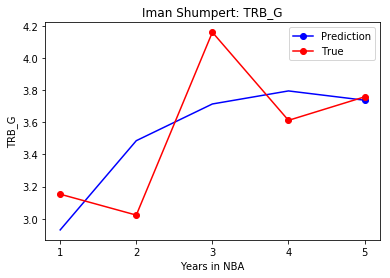 Iman Shumpert: TRB_G
Prediction
True
4.2
4.0
3.8
3.6
3.4
3.2
3.0
TRB_G
1 2 3 4 5
Years in NBA